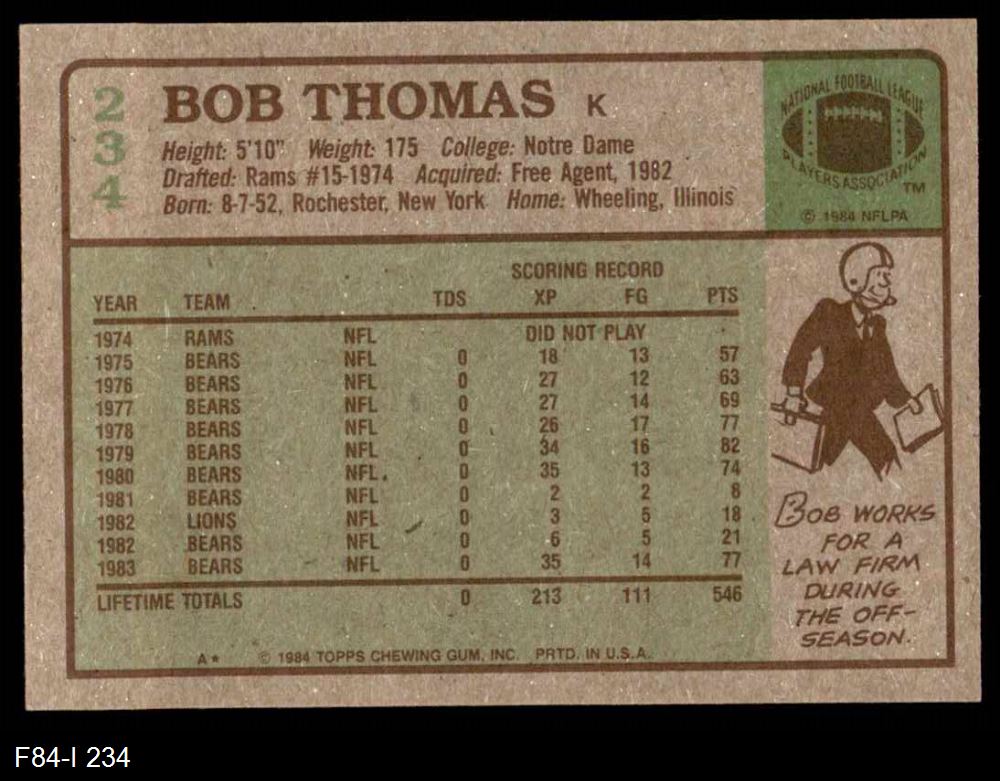 234
BOB THOMAS K
Height: 5'10" Weight: 175 College: Notre Dame
Drafted: Rams #15-1974 Acquired: Free Agent, 1982
Born: 8-7-52, Rochester, New York Home: Wheeling, Illinois
NATIONAL FOOTBALL LEAGUE
PLAYERS ASSOCIATION
TM
© 1984 NFLPA
SCORING RECORD
YEAR TEAM TDS XP FG PTS
1974 RAMS NFL DID NOT PLAY
1975 BEARS NFL 0 18 13 57
1976 BEARS NFL 0 27 12 63
1977 BEARS NFL 0 27 14 69
1978 BEARS NFL 0 26 17 77
1979 BEARS NFL 0 34 16 82
1980 BEARS NFL 0 35 13 74
1981 BEARS NFL 0 2 2 8
1982 LIONS NFL 0 3 5 18
1982 BEARS NFL 0 6 5 21
1983 BEARS NFL 0 35 14 77
LIFETIME TOTALS 0 213 111 546
A* © 1984 TOPPS CHEWING GUM, INC. PRTD. IN U.S.A.
BOB WORKS
FOR A
LAW FIRM
DURING
THE OFF-
SEASON.
F84-I 234